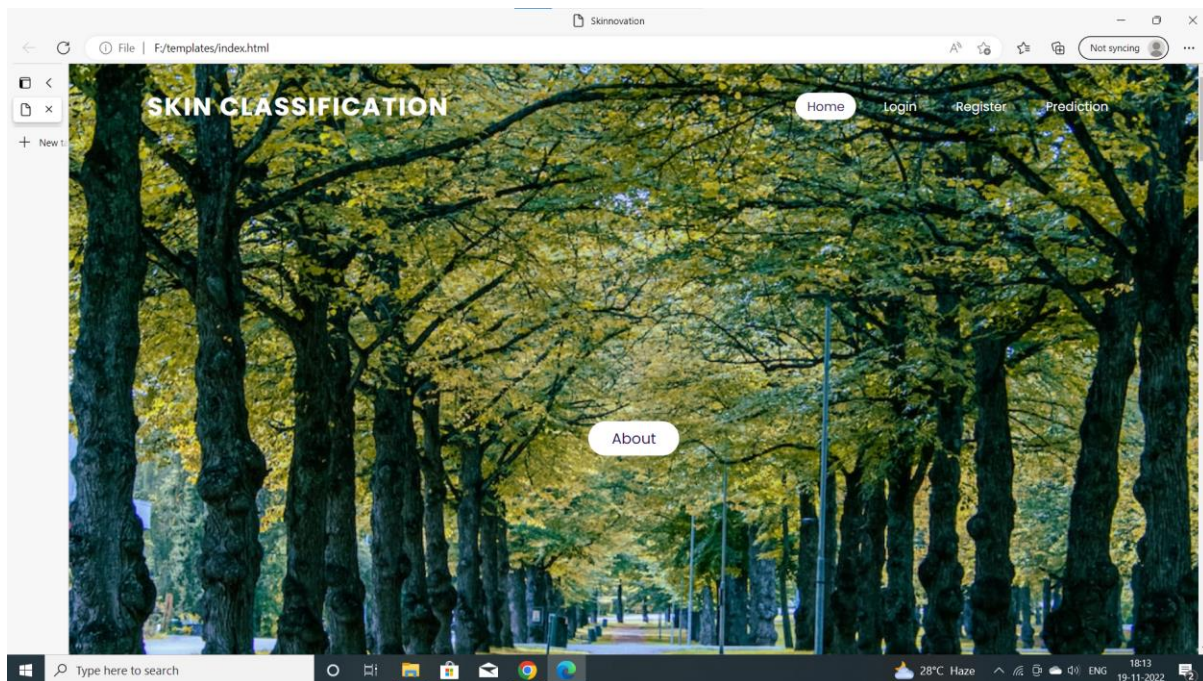 Skinnovation
File | F:/templates/index.html
Not syncing
New ta
SKIN CLASSIFICATION
Home Login Register Prediction
About
Type here to search
28°C Haze
ENG
18:13
19-11-2022